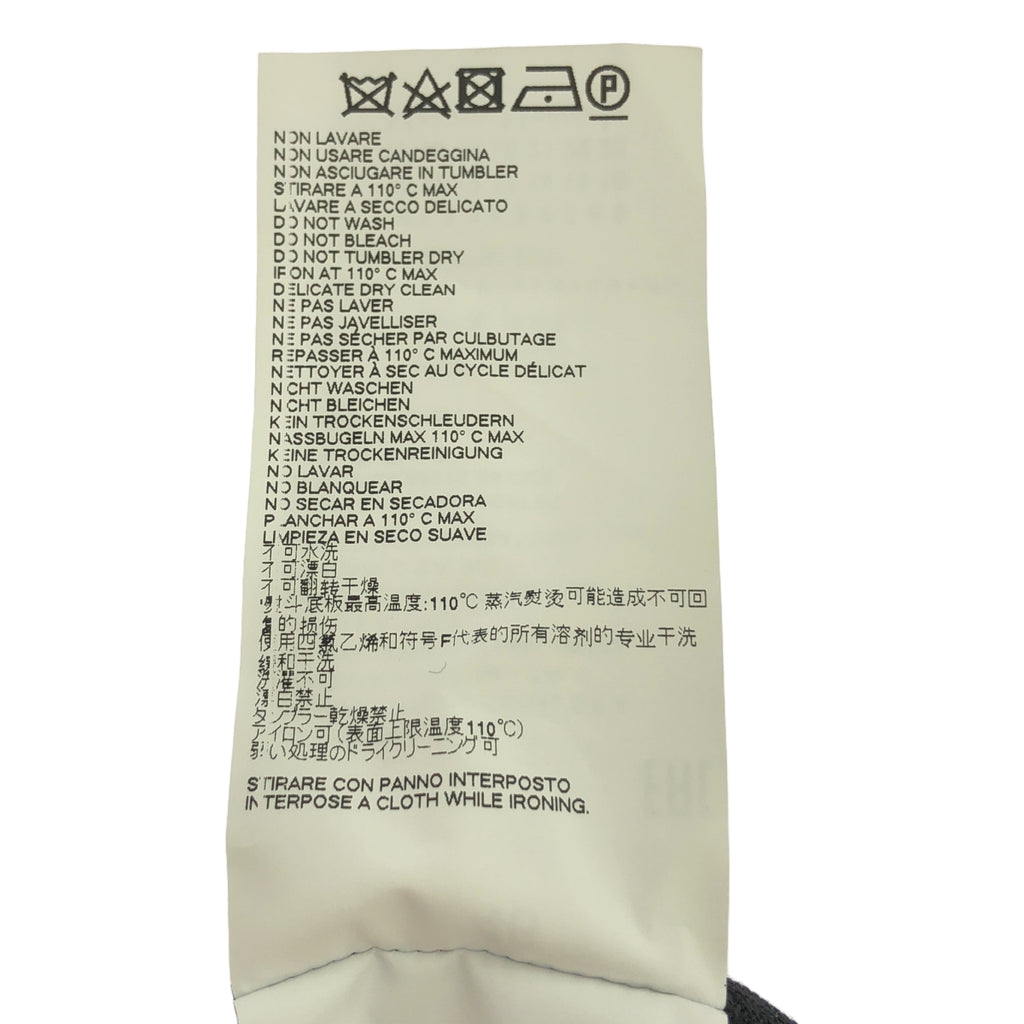 P
NON LAVARE
NON USARE CANDEGGINA
NON ASCIUGARE IN TUMBLER
STIRARE A 110° C MAX
LAVARE A SECCO DELICATO
DO NOT WASH
DO NOT BLEACH
DO NOT TUMBLER DRY
IRON AT 110° C MAX
DELICATE DRY CLEAN
NE PAS LAVER
NE PAS JAVELLISER
NE PAS SÉCHER PAR CULBUTAGE
REPASSER À 110° C MAXIMUM
NETTOYER À SEC AU CYCLE DÉLICAT
NICHT WASCHEN
NICHT BLEICHEN
KEIN TROCKENSCHLEUDERN
NASSBUGELN MAX 110° C MAX
KEINE TROCKENREINIGUNG
NO LAVAR
NO BLANQUEAR
NO SECAR EN SECADORA
PLANCHAR A 110° C MAX
LIMPIEZA EN SECO SUAVE
不可水洗
不可漂白
不可翻转干燥
熨斗底板最高温度:110℃ 蒸汽熨烫可能造成不可回
复的损伤
使用四氯乙烯和符号F代表的所有溶剂的专业干洗
缓和干洗
洗濯不可
漂白禁止
タンブラー乾燥禁止
アイロン可(表面上限温度110℃)
弱い処理のドライクリーニング可
STIRARE CON PANNO INTERPOSTO
INTERPOSE A CLOTH WHILE IRONING.